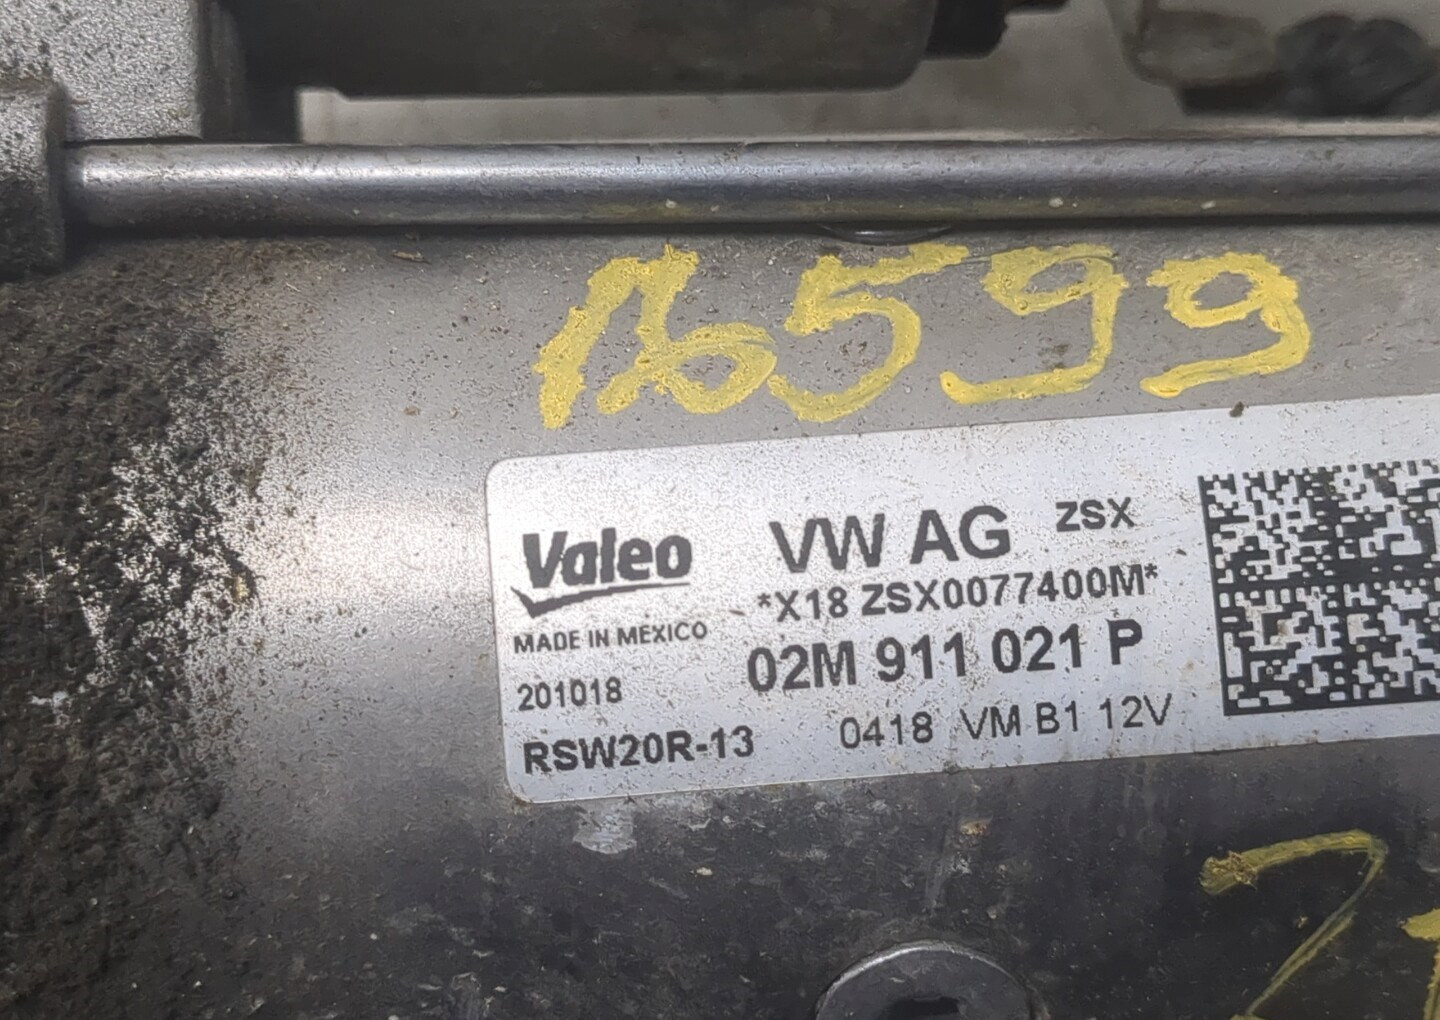 16599
Valeo
MADE IN MEXICO
201018
RSW20R-13
VW AG ZSX
*X18 ZSX0077400M*
02M 911 021 P
0418 VM B1 12V